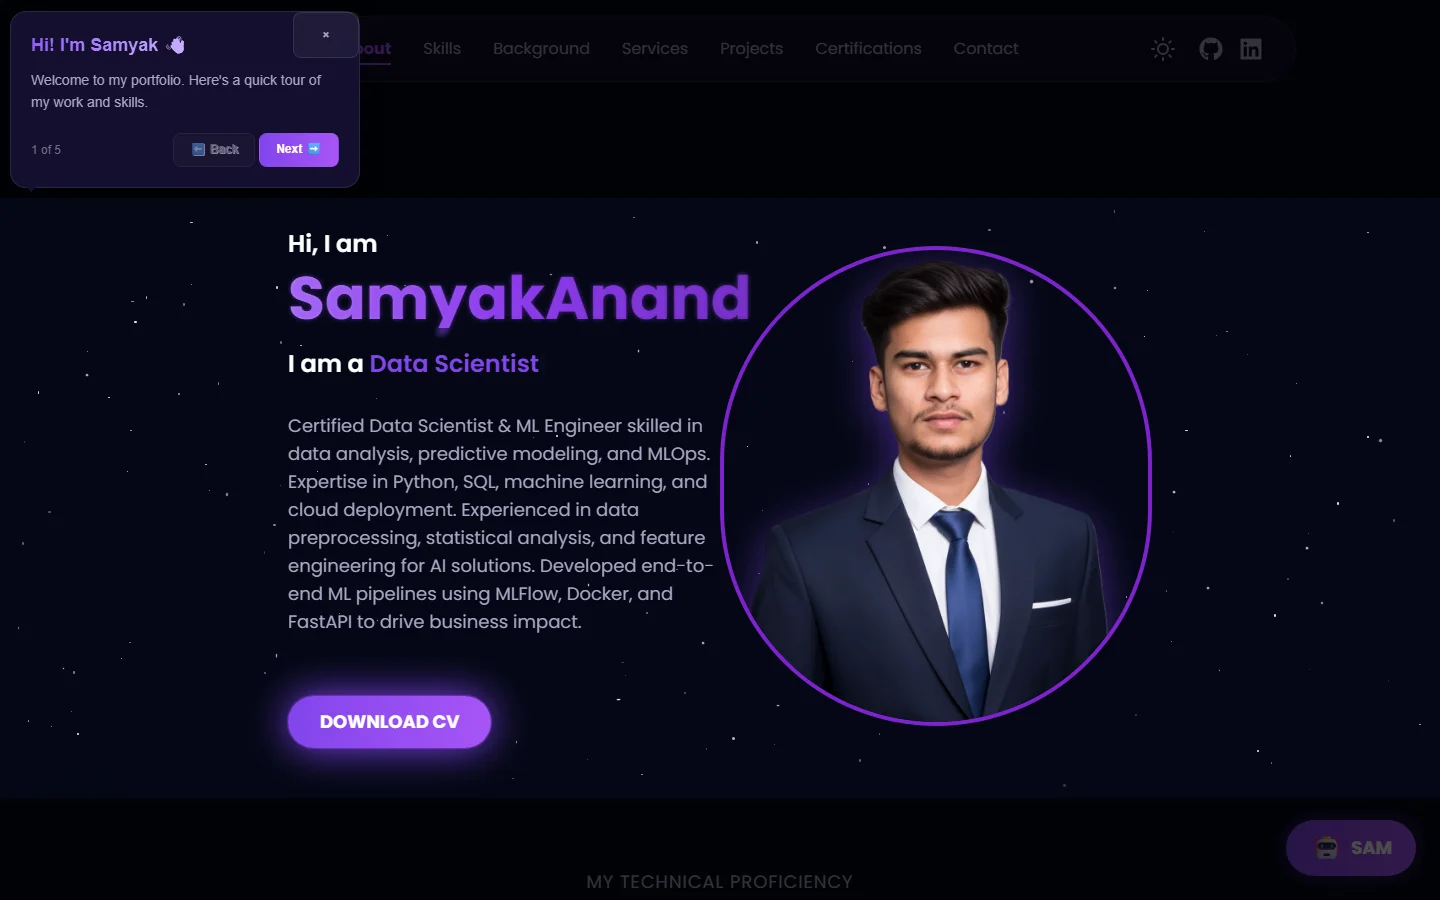 Hi! I'm Samyak 👋
×
Welcome to my portfolio. Here's a quick tour of
my work and skills.
1 of 5
⬅️ Back
Next ➡️
Skills
Background
Services
Projects
Certifications
Contact
Hi, I am
SamyakAnand
I am a Data Scientist
Certified Data Scientist & ML Engineer skilled in
data analysis, predictive modeling, and MLOps.
Expertise in Python, SQL, machine learning, and
cloud deployment. Experienced in data
preprocessing, statistical analysis, and feature
engineering for AI solutions. Developed end-to-
end ML pipelines using MLFlow, Docker, and
FastAPI to drive business impact.
DOWNLOAD CV
SAM
MY TECHNICAL PROFICIENCY